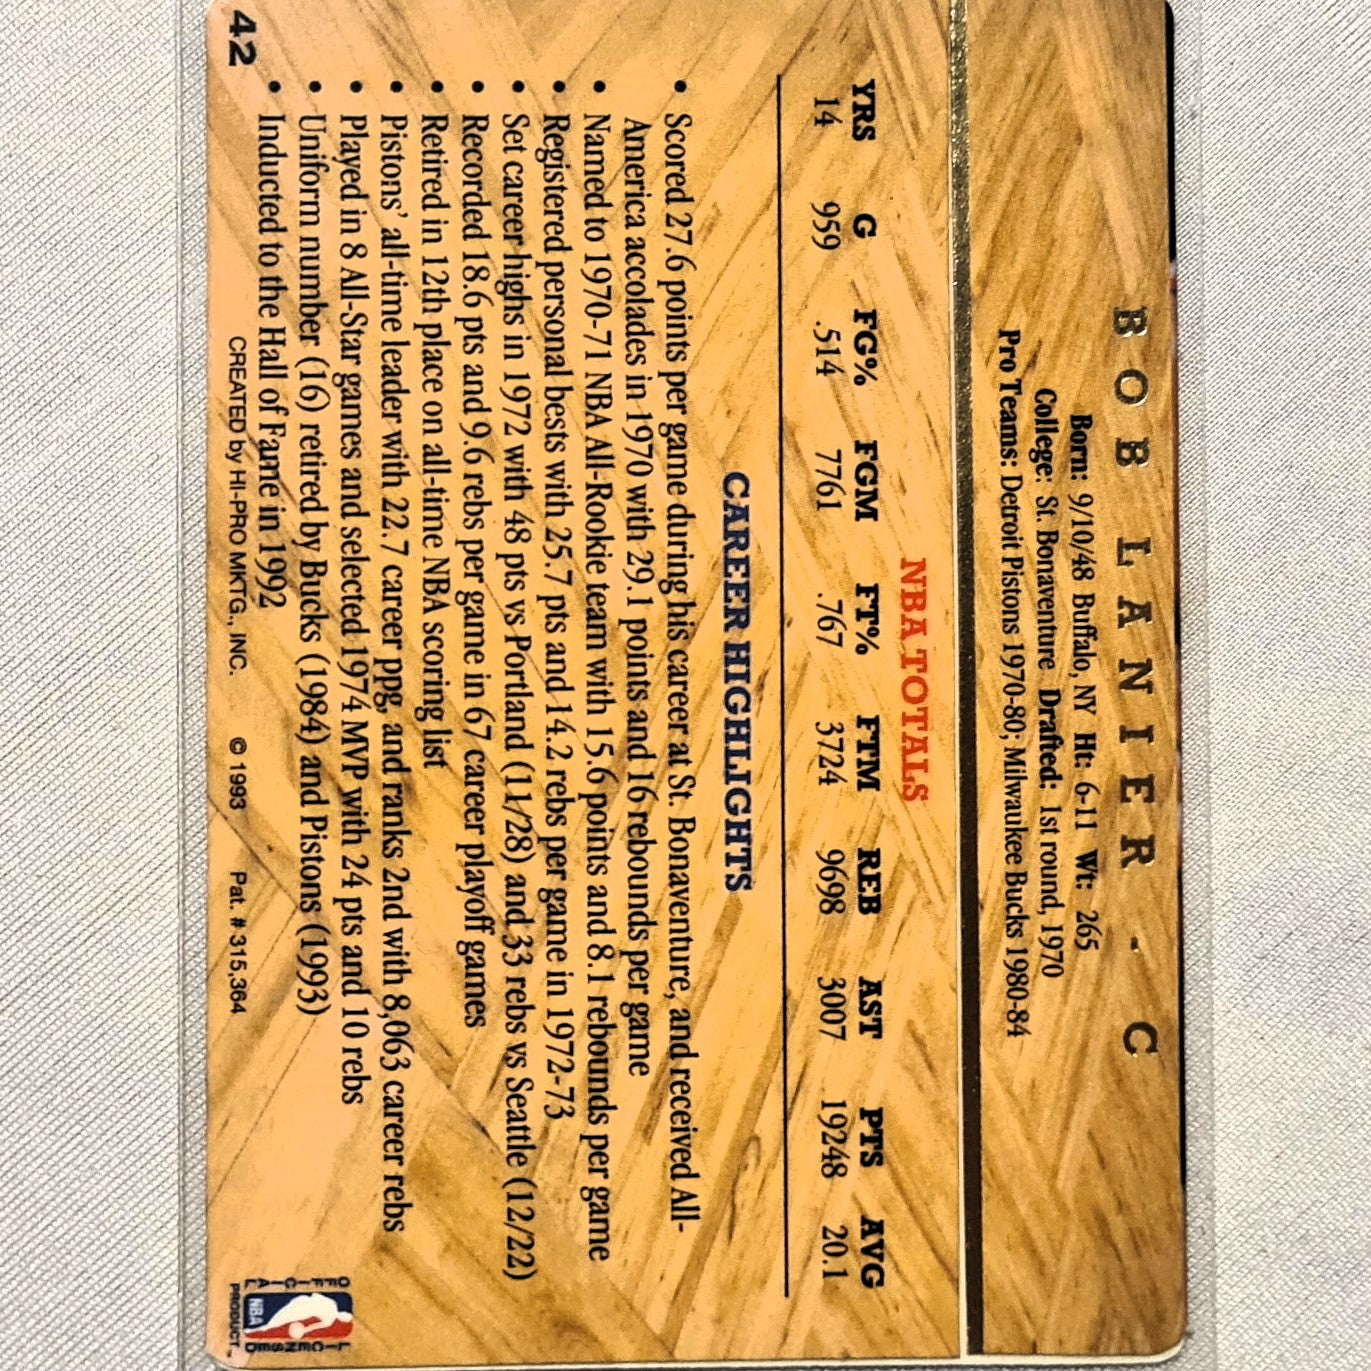 BOB LANIER - C
Born: 9/10/48 Buffalo, NY Ht: 6-11 Wt: 265
College: St. Bonaventure Drafted: 1st round, 1970
Pro Teams: Detroit Pistons 1970-80; Milwaukee Bucks 1980-84
NBA TOTALS
YRS G FG% FGM FT% FTM REB AST PTS AVG
14 959 .514 7761 .767 3724 9698 3007 19248 20.1
CAREER HIGHLIGHTS
• Scored 27.6 points per game during his career at St. Bonaventure, and received All-
America accolades in 1970 with 29.1 points and 16 rebounds per game
• Named to 1970-71 NBA All-Rookie team with 15.6 points and 8.1 rebounds per game
• Registered personal bests with 25.7 pts and 14.2 rebs per game in 1972-73
• Set career highs in 1972 with 48 pts vs Portland (11/28) and 33 rebs vs Seattle (12/22)
• Recorded 18.6 pts and 9.6 rebs per game in 67 career playoff games
• Retired in 12th place on all-time NBA scoring list
• Pistons' all-time leader with 22.7 career ppg, and ranks 2nd with 8,063 career rebs
• Played in 8 All-Star games and selected 1974 MVP with 24 pts and 10 rebs
• Uniform number (16) retired by Bucks (1984) and Pistons (1993)
• Inducted to the Hall of Fame in 1992
42
CREATED by HI-PRO MKTG., INC. © 1993 Pat. # 315,364
OFFICIAL
NBA
LICENSED
PRODUCT™